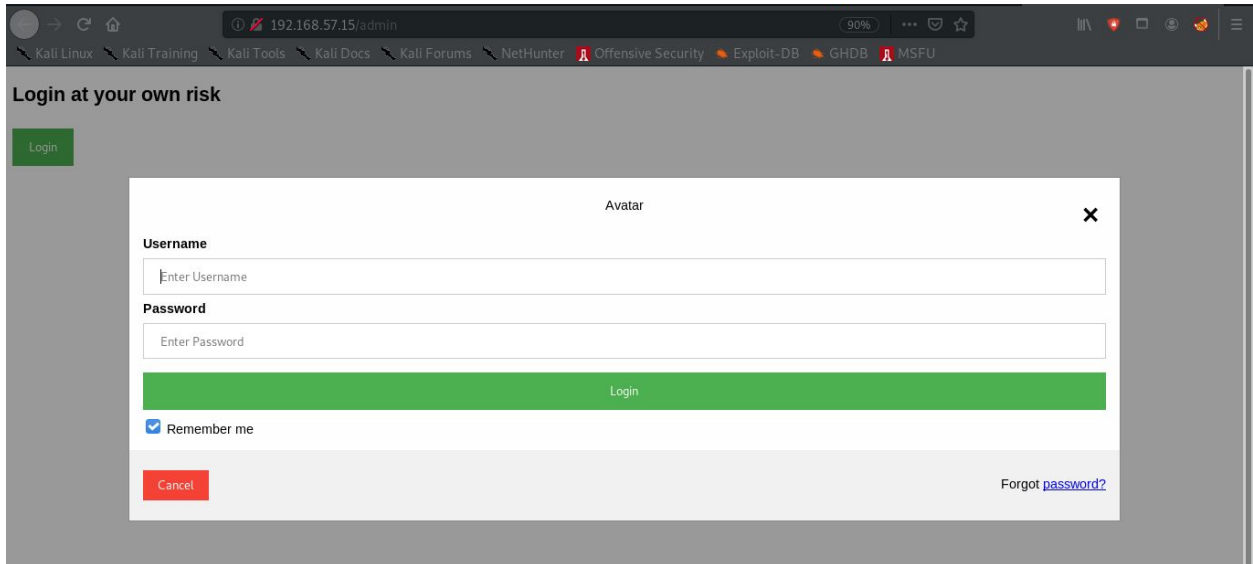 192.168.57.15/admin 90%
Kali Linux Kali Training Kali Tools Kali Docs Kali Forums NetHunter Offensive Security Exploit-DB GHDB MSFU
Login at your own risk
Login
Avatar
Username
Enter Username
Password
Enter Password
Login
Remember me
Cancel Forgot password?